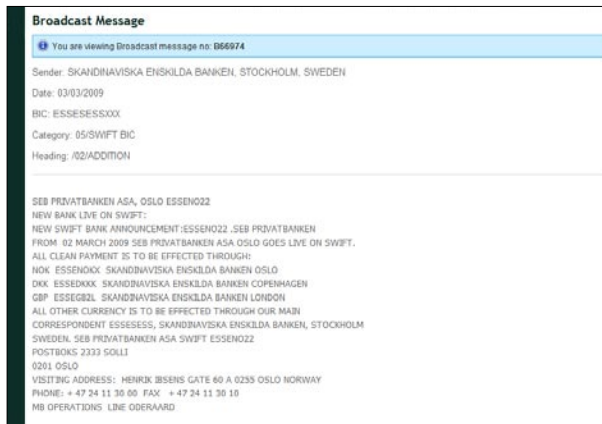 Broadcast Message
You are viewing Broadcast message no: B66974
Sender: SKANDINAVISKA ENSKILDA BANKEN, STOCKHOLM, SWEDEN
Date: 03/03/2009
BIC: ESSESESSXXX
Category: 05/SWIFT BIC
Heading: /02/ADDITION
SEB PRIVATBANKEN ASA, OSLO ESSENO22
NEW BANK LIVE ON SWIFT:
NEW SWIFT BANK ANNOUNCEMENT:ESSENO22 .SEB PRIVATBANKEN
FROM 02 MARCH 2009 SEB PRIVATBANKEN ASA OSLO GOES LIVE ON SWIFT.
ALL CLEAN PAYMENT IS TO BE EFFECTED THROUGH:
NOK ESSENOKX SKANDINAVISKA ENSKILDA BANKEN OSLO
DKK ESSEDKKK SKANDINAVISKA ENSKILDA BANKEN COPENHAGEN
GBP ESSEGB2L SKANDINAVISKA ENSKILDA BANKEN LONDON
ALL OTHER CURRENCY IS TO BE EFFECTED THROUGH OUR MAIN
CORRESPONDENT ESSESESS, SKANDINAVISKA ENSKILDA BANKEN, STOCKHOLM
SWEDEN. SEB PRIVATBANKEN ASA SWIFT ESSENO22
POSTBOKS 2333 SOLLI
0201 OSLO
VISITING ADDRESS: HENRIK IBSENS GATE 60 A 0255 OSLO NORWAY
PHONE: + 47 24 11 30 00 FAX + 47 24 11 30 10
MB OPERATIONS LINE ODERAARD